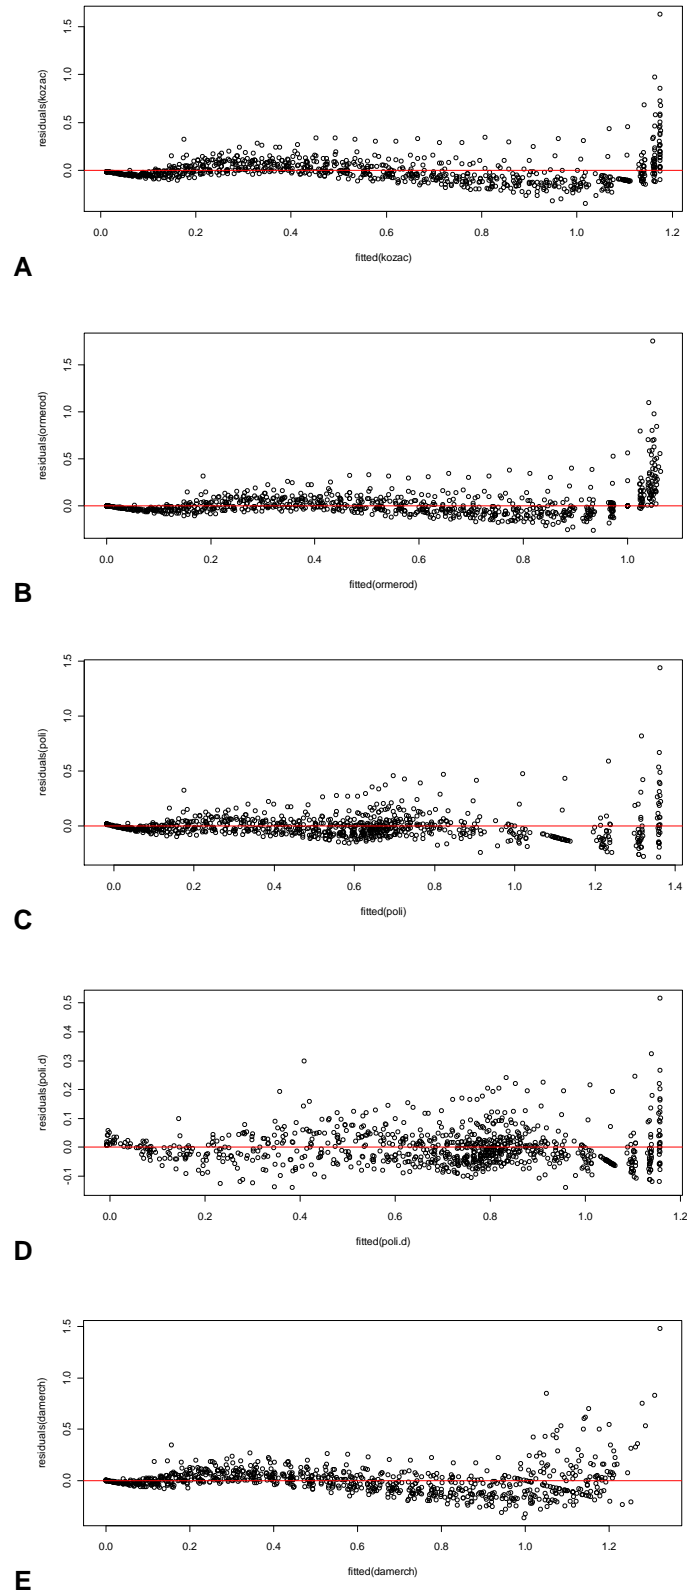 1.5
1.0
0.5
0.0
residuals(kozac)
0.0 0.2 0.4 0.6 0.8 1.0 1.2
fitted(kozac)
A
1.5
1.0
0.5
0.0
residuals(ormerod)
0.0 0.2 0.4 0.6 0.8 1.0
fitted(ormerod)
B
1.5
1.0
0.5
0.0
residuals(poli)
0.0 0.2 0.4 0.6 0.8 1.0 1.2 1.4
fitted(poli)
C
0.5
0.4
0.3
0.2
0.1
0.0
-0.1
residuals(poli.d)
0.0 0.2 0.4 0.6 0.8 1.0 1.2
fitted(poli.d)
D
1.5
1.0
0.5
0.0
residuals(damerch)
0.0 0.2 0.4 0.6 0.8 1.0 1.2
fitted(damerch)
E